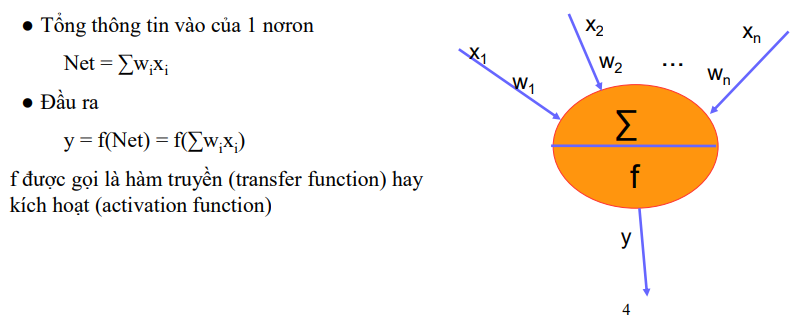 ● Tổng thông tin vào của 1 nơron
Net = ∑wᵢxᵢ
● Đầu ra
y = f(Net) = f(∑wᵢxᵢ)
f được gọi là hàm truyền (transfer function) hay
kích hoạt (activation function)
x₁
w₁
x₂
w₂
...
xₙ
wₙ
∑
f
y
4